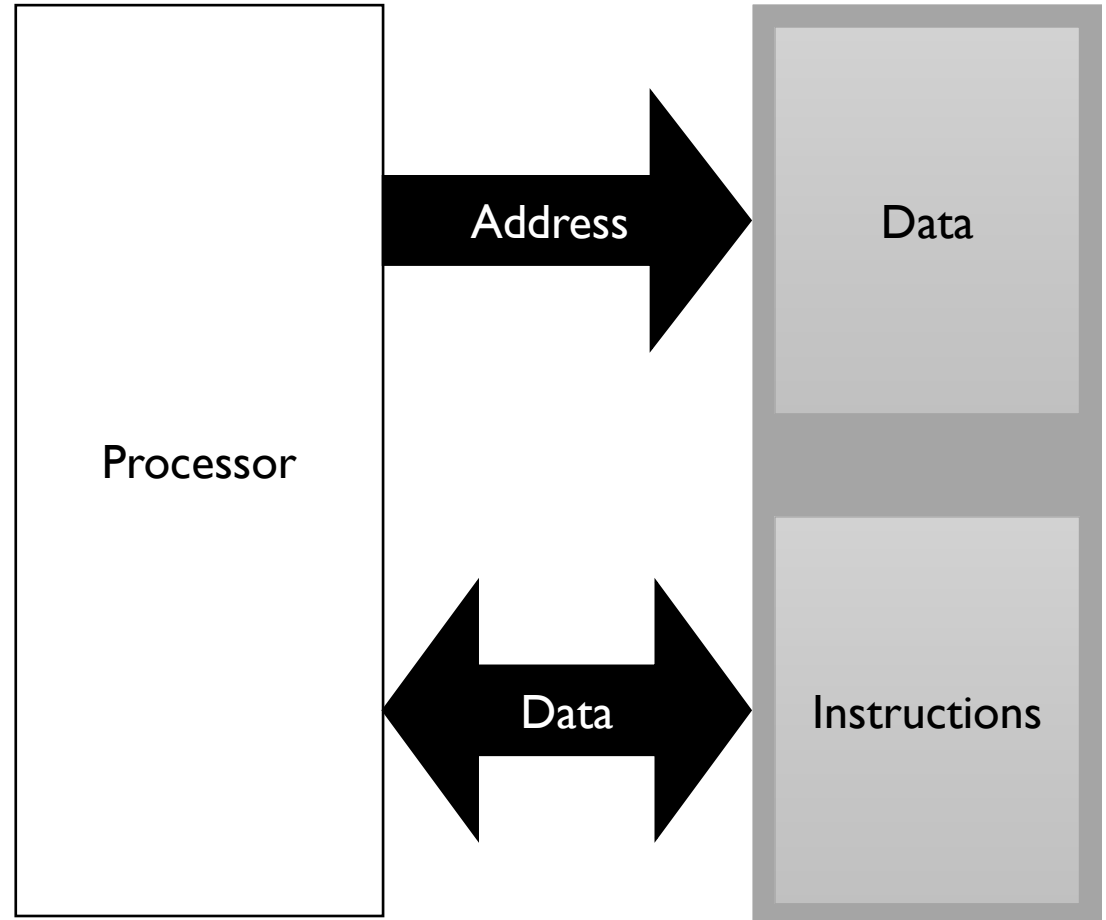 Address
Data
Processor
Data
Instructions